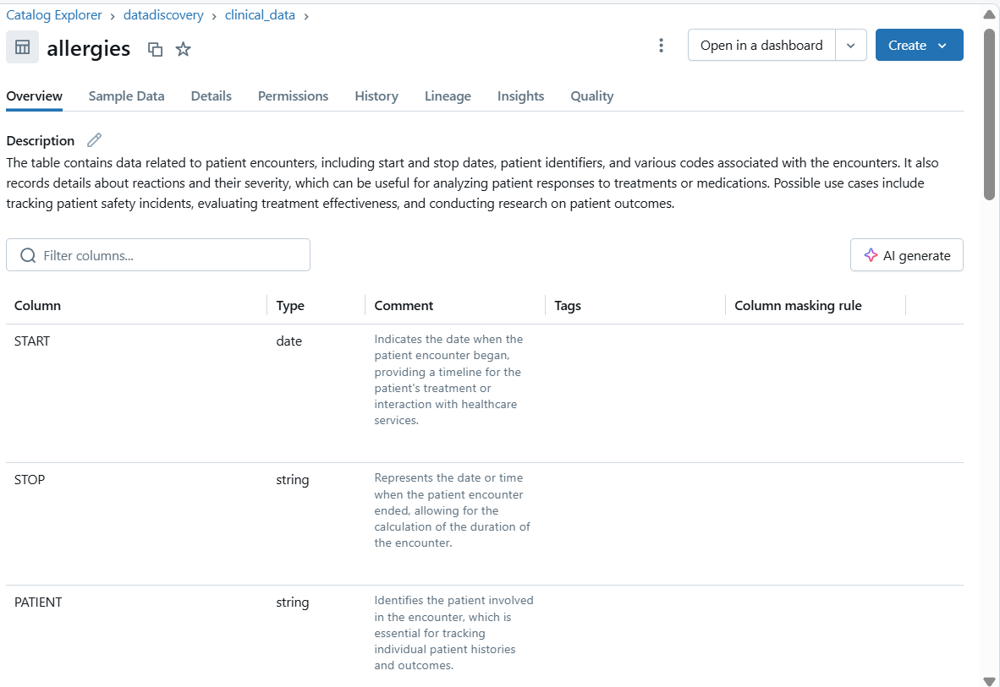 Catalog Explorer › datadiscovery › clinical_data ›
allergies
Open in a dashboard
Create
Overview Sample Data Details Permissions History Lineage Insights Quality
Description
The table contains data related to patient encounters, including start and stop dates, patient identifiers, and various codes associated with the encounters. It also
records details about reactions and their severity, which can be useful for analyzing patient responses to treatments or medications. Possible use cases include
tracking patient safety incidents, evaluating treatment effectiveness, and conducting research on patient outcomes.
Filter columns...
AI generate
Column Type Comment Tags Column masking rule
START date Indicates the date when the
patient encounter began,
providing a timeline for the
patient's treatment or
interaction with healthcare
services.
STOP string Represents the date or time
when the patient encounter
ended, allowing for the
calculation of the duration of
the encounter.
PATIENT string Identifies the patient involved
in the encounter, which is
essential for tracking
individual patient histories
and outcomes.